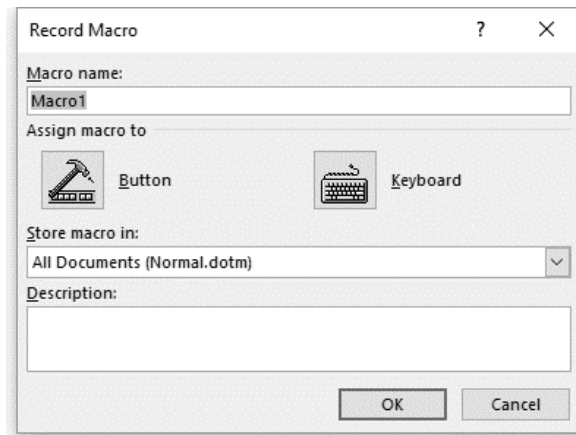 Record Macro ? ×
Macro name:
Macro1
Assign macro to
Button Keyboard
Store macro in:
All Documents (Normal.dotm)
Description:
OK Cancel